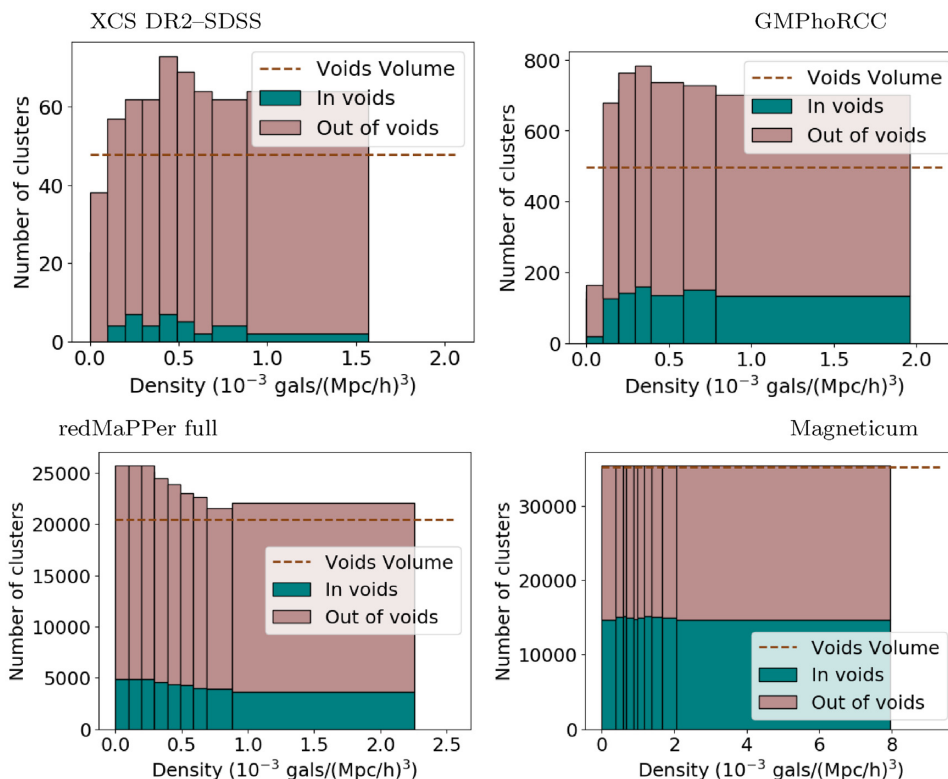 XCS DR2–SDSS
Number of clusters
60
40
20
0
Voids Volume
In voids
Out of voids
0.0 0.5 1.0 1.5 2.0
Density (10⁻³ gals/(Mpc/h)³)
GMPhoRCC
Number of clusters
800
600
400
200
0
Voids Volume
In voids
Out of voids
0.0 0.5 1.0 1.5 2.0
Density (10⁻³ gals/(Mpc/h)³)
redMaPPer full
Number of clusters
25000
20000
15000
10000
5000
0
Voids Volume
In voids
Out of voids
0.0 0.5 1.0 1.5 2.0 2.5
Density (10⁻³ gals/(Mpc/h)³)
Magneticum
Number of clusters
30000
20000
10000
0
Voids Volume
In voids
Out of voids
0 2 4 6 8
Density (10⁻³ gals/(Mpc/h)³)